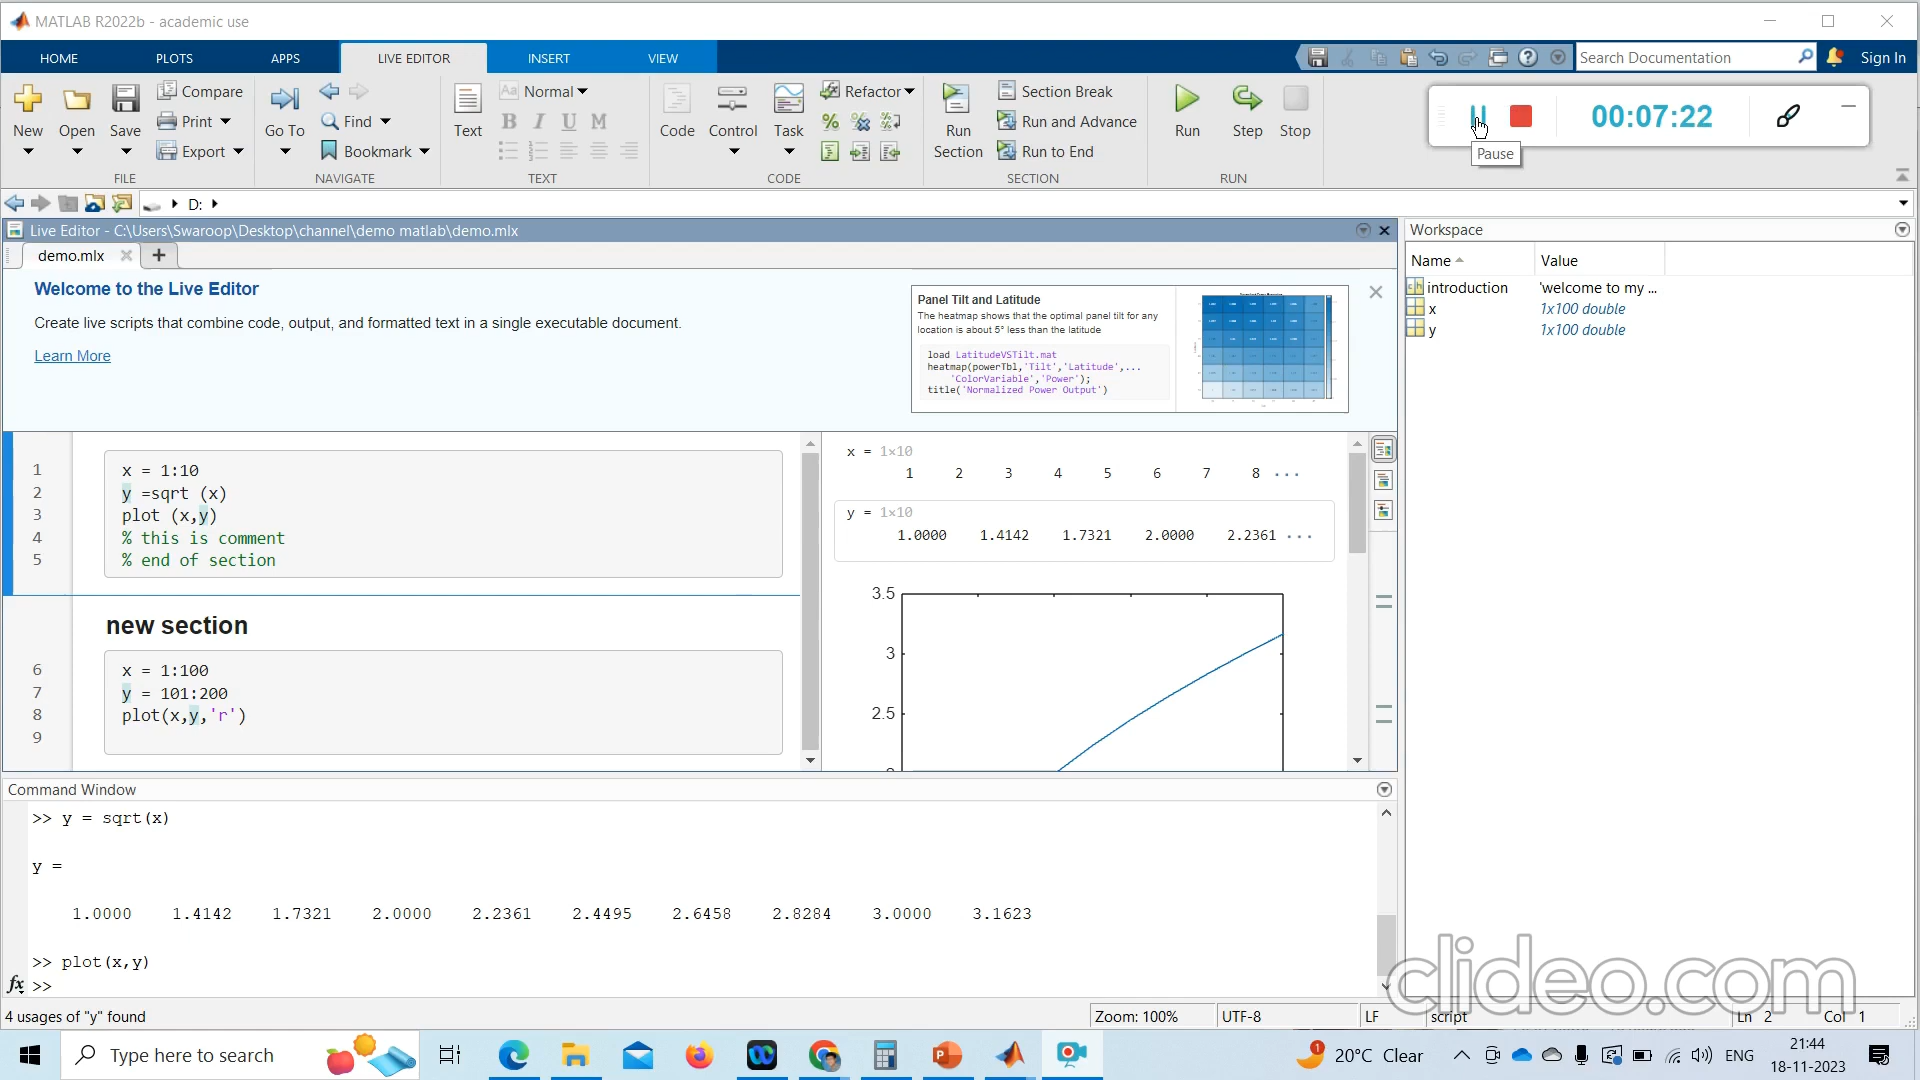 MATLAB R2022b - academic use
HOME PLOTS APPS LIVE EDITOR INSERT VIEW Search Documentation Sign In
New Open Save Compare Print Export
FILE
Go To Find Bookmark
NAVIGATE
Text Aa Normal B I U M
TEXT
Code Control Task Refactor
CODE
Run Section Section Break Run and Advance Run to End
SECTION
Run Step Stop
RUN
00:07:22
Pause
D:
Live Editor - C:\Users\Swaroop\Desktop\channel\demo matlab\demo.mlx
demo.mlx
Welcome to the Live Editor
Create live scripts that combine code, output, and formatted text in a single executable document.
Learn More
Panel Tilt and Latitude
The heatmap shows that the optimal panel tilt for any
location is about 5° less than the latitude
load LatitudeVSTilt.mat
heatmap(powerTbl,'Tilt','Latitude',...
'ColorVariable','Power');
title('Normalized Power Output')
1 x = 1:10
2 y =sqrt (x)
3 plot (x,y)
4 % this is comment
5 % end of section
new section
6 x = 1:100
7 y = 101:200
8 plot(x,y,'r')
9
x = 1×10
1 2 3 4 5 6 7 8 ...
y = 1×10
1.0000 1.4142 1.7321 2.0000 2.2361 ...
3.5
3
2.5
Workspace
Name Value
introduction 'welcome to my ...
x 1x100 double
y 1x100 double
Command Window
>> y = sqrt(x)
y =
1.0000 1.4142 1.7321 2.0000 2.2361 2.4495 2.6458 2.8284 3.0000 3.1623
>> plot(x,y)
fx >>
clideo.com
4 usages of "y" found Zoom: 100% UTF-8 LF script Ln 2 Col 1
Type here to search 20°C Clear ENG 21:44
18-11-2023